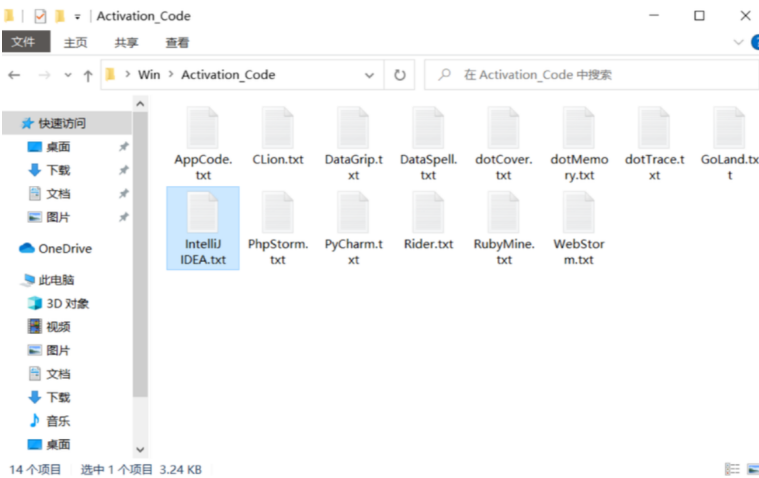 Activation_Code
文件 主页 共享 查看
Win Activation_Code 在 Activation_Code 中搜索
快速访问
桌面
下载
文档
图片
OneDrive
此电脑
3D 对象
视频
图片
文档
下载
音乐
桌面
AppCode.
txt
CLion.txt
DataGrip.t
xt
DataSpell.
txt
dotCover.
txt
dotMemo
ry.txt
dotTrace.t
xt
GoLand.tx
t
IntelliJ
IDEA.txt
PhpStorm.
txt
PyCharm.t
xt
Rider.txt
RubyMine.
txt
WebStor
m.txt
14 个项目 选中 1 个项目 3.24 KB